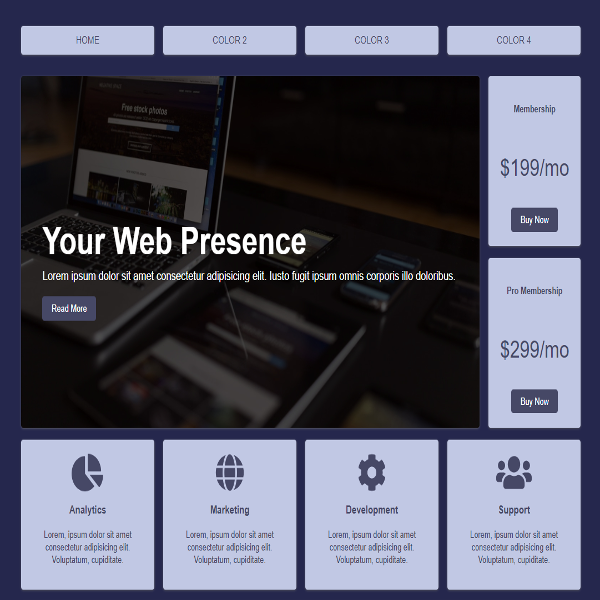 HOME
COLOR 2
COLOR 3
COLOR 4
Free stock photos
Your Web Presence
Lorem ipsum dolor sit amet consectetur adipisicing elit. Iusto fugit ipsum omnis corporis illo doloribus.
Read More
Membership
$199/mo
Buy Now
Pro Membership
$299/mo
Buy Now
Analytics
Lorem, ipsum dolor sit amet
consectetur adipisicing elit.
Voluptatum, cupiditate.
Marketing
Lorem, ipsum dolor sit amet
consectetur adipisicing elit.
Voluptatum, cupiditate.
Development
Lorem, ipsum dolor sit amet
consectetur adipisicing elit.
Voluptatum, cupiditate.
Support
Lorem, ipsum dolor sit amet
consectetur adipisicing elit.
Voluptatum, cupiditate.